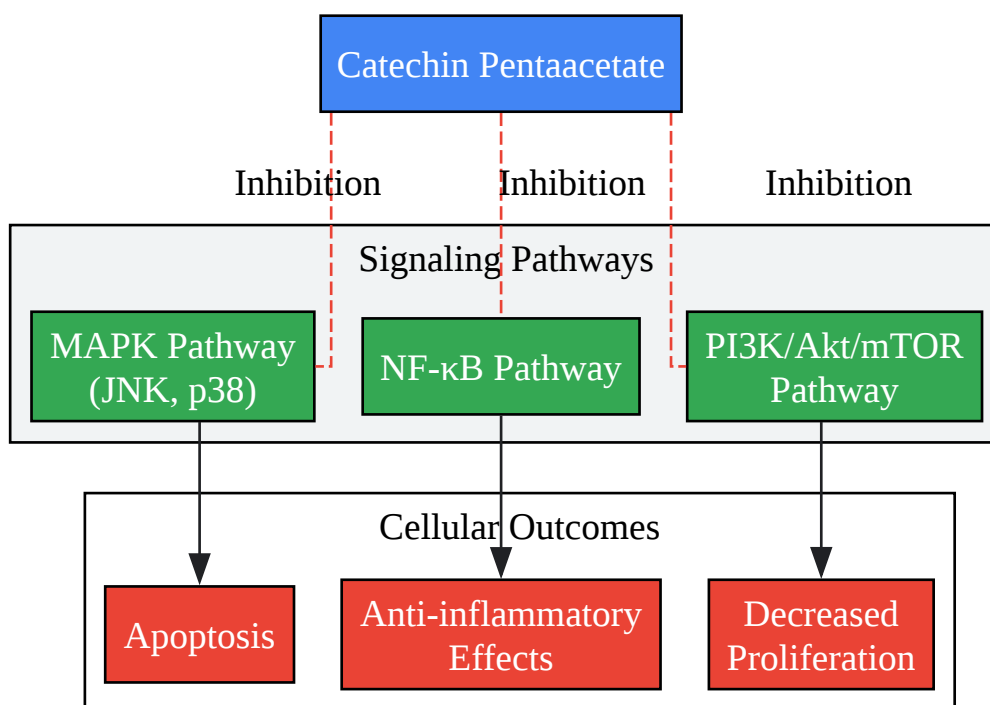 Catechin Pentaacetate
Inhibition
Inhibition
Inhibition
Signaling Pathways
MAPK Pathway
(JNK, p38)
NF-κB Pathway
PI3K/Akt/mTOR
Pathway
Cellular Outcomes
Apoptosis
Anti-inflammatory
Effects
Decreased
Proliferation